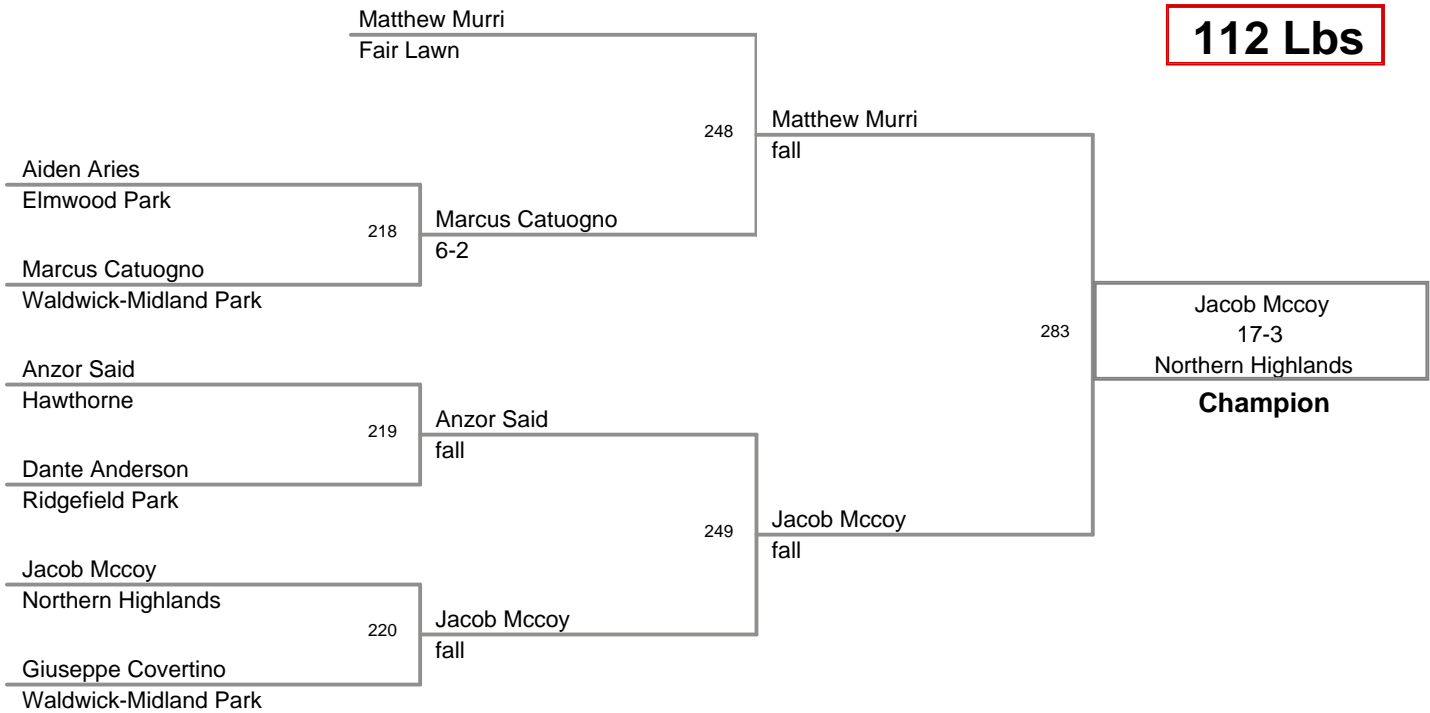 Matthew Murri
Fair Lawn
112 Lbs
248
Matthew Murri
fall
Aiden Aries
Elmwood Park
218
Marcus Catuogno
6-2
Marcus Catuogno
Waldwick-Midland Park
283
Jacob Mccoy
17-3
Northern Highlands
Champion
Anzor Said
Hawthorne
219
Anzor Said
fall
Dante Anderson
Ridgefield Park
249
Jacob Mccoy
fall
Jacob Mccoy
Northern Highlands
220
Jacob Mccoy
fall
Giuseppe Covertino
Waldwick-Midland Park